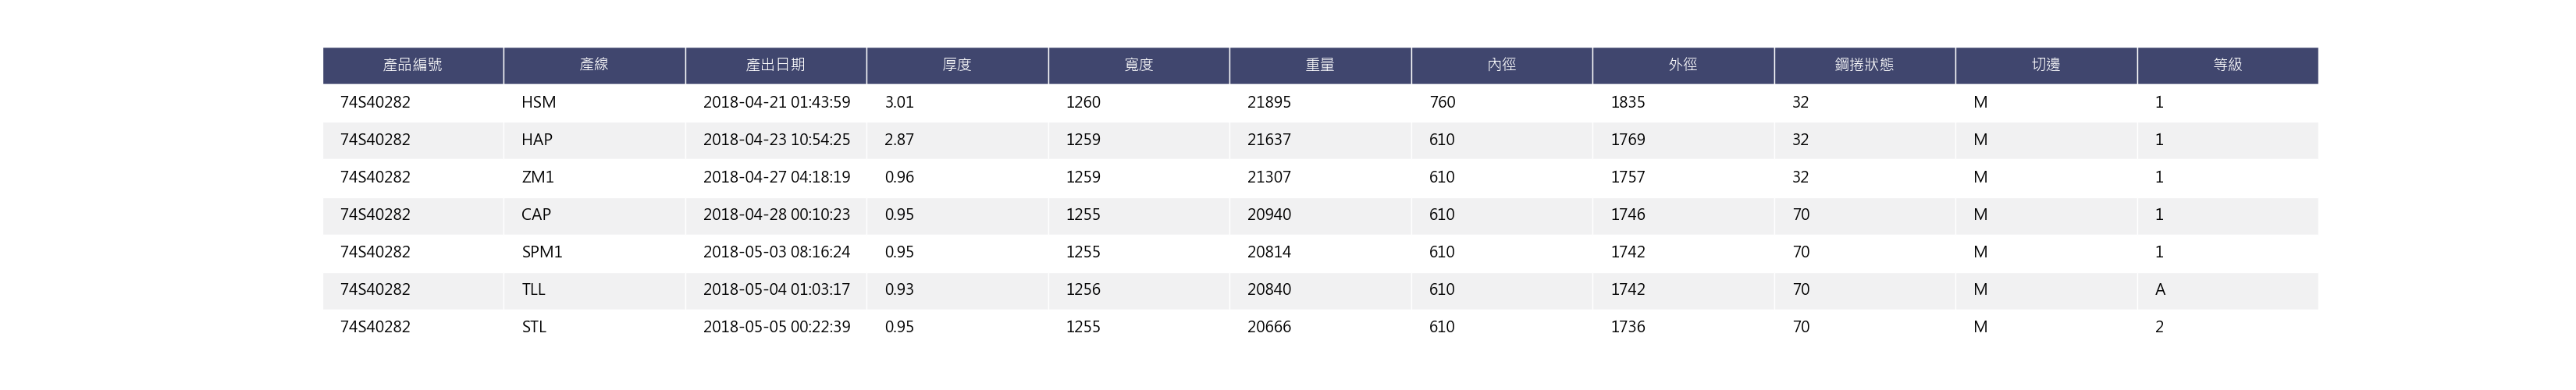 產品編號 產線 產出日期 厚度 寬度 重量 內徑 外徑 鋼捲狀態 切邊 等級
74S40282 HSM 2018-04-21 01:43:59 3.01 1260 21895 760 1835 32 M 1
74S40282 HAP 2018-04-23 10:54:25 2.87 1259 21637 610 1769 32 M 1
74S40282 ZM1 2018-04-27 04:18:19 0.96 1259 21307 610 1757 32 M 1
74S40282 CAP 2018-04-28 00:10:23 0.95 1255 20940 610 1746 70 M 1
74S40282 SPM1 2018-05-03 08:16:24 0.95 1255 20814 610 1742 70 M 1
74S40282 TLL 2018-05-04 01:03:17 0.93 1256 20840 610 1742 70 M A
74S40282 STL 2018-05-05 00:22:39 0.95 1255 20666 610 1736 70 M 2